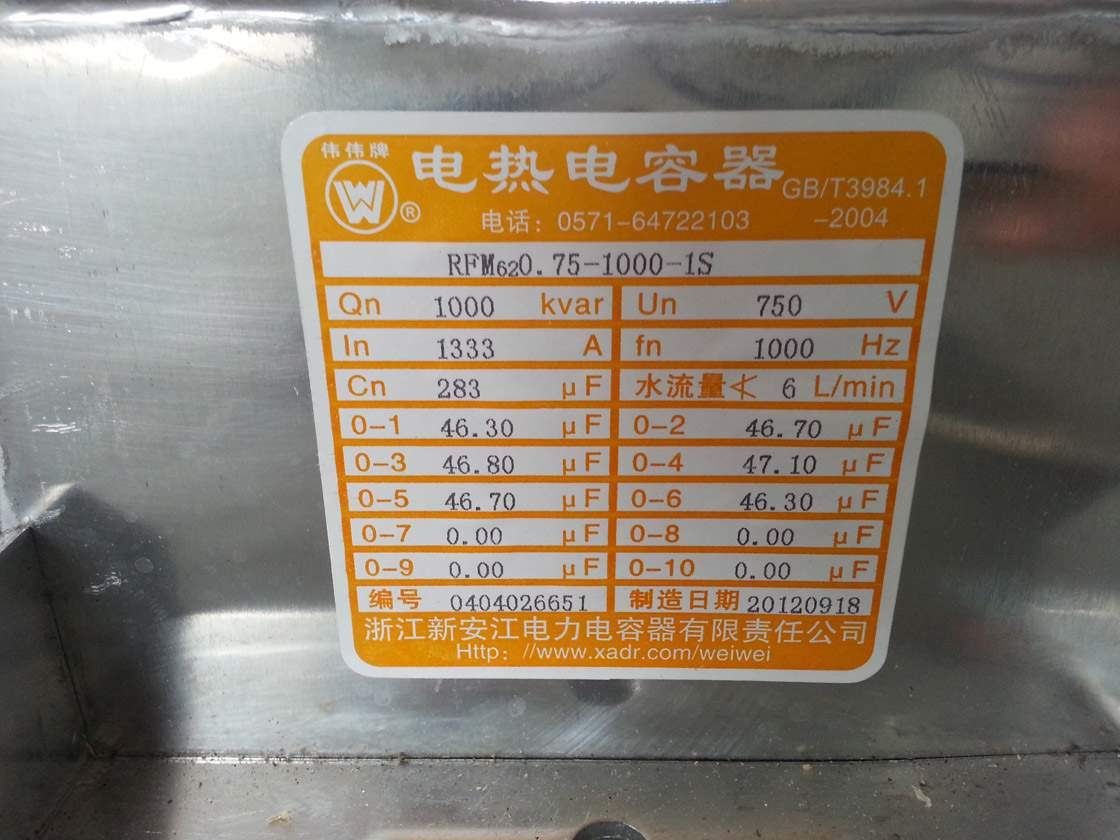 伟伟牌
W ®
电热电容器
GB/T3984.1
-2004
电话：0571-64722103
RFM₆₂0.75-1000-1S
Qn 1000 kvar Un 750 V
In 1333 A fn 1000 Hz
Cn 283 μF 水流量≮ 6 L/min
0-1 46.30 μF 0-2 46.70 μF
0-3 46.80 μF 0-4 47.10 μF
0-5 46.70 μF 0-6 46.30 μF
0-7 0.00 μF 0-8 0.00 μF
0-9 0.00 μF 0-10 0.00 μF
编号 0404026651 制造日期 20120918
浙江新安江电力电容器有限责任公司
Http：//www.xadr.com/weiwei